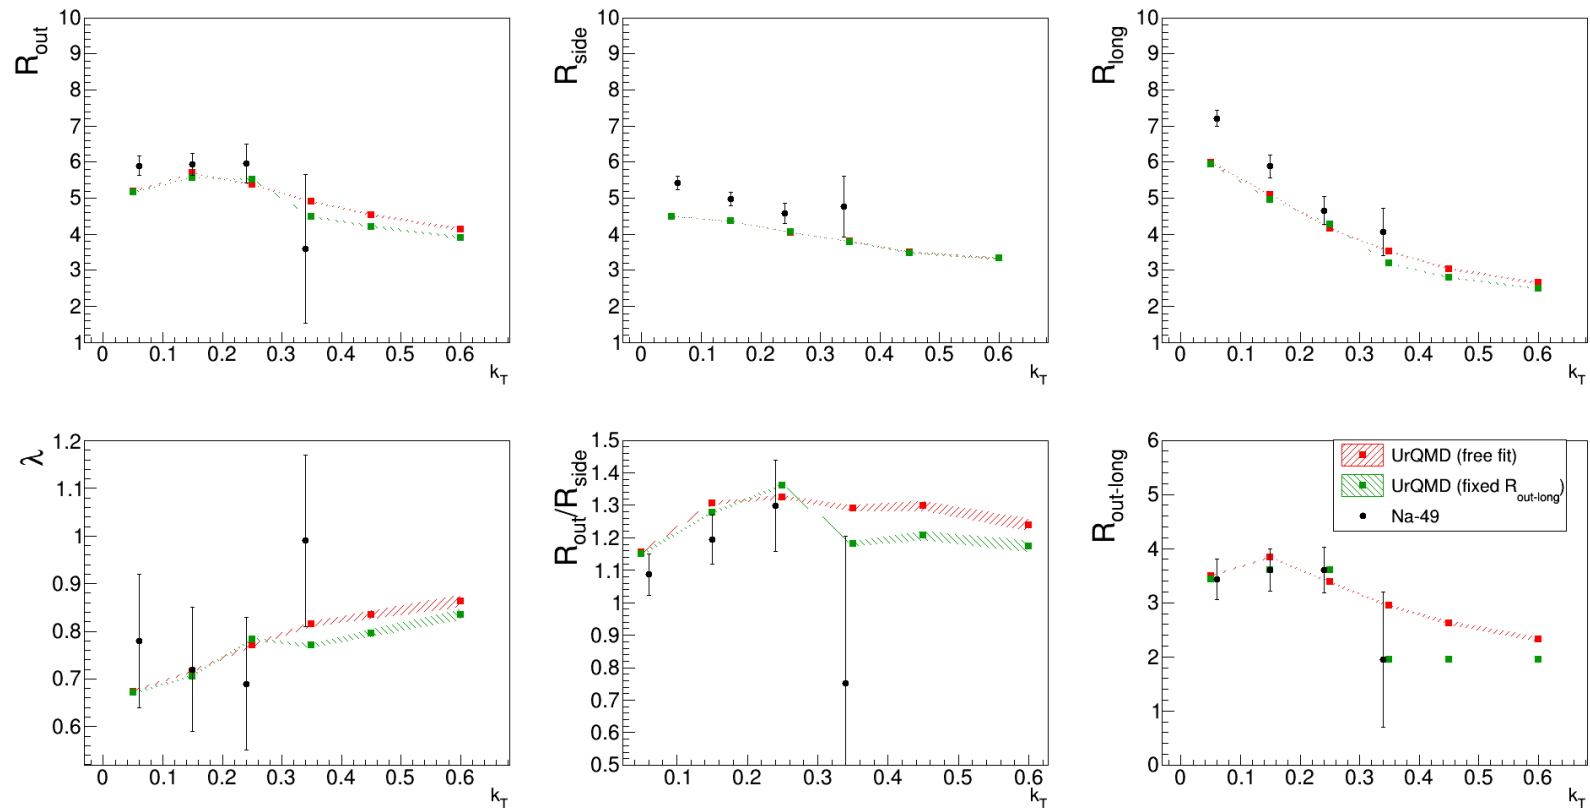 R_out
10
9
8
7
6
5
4
3
2
1
0 0.1 0.2 0.3 0.4 0.5 0.6
k_T
R_side
10
9
8
7
6
5
4
3
2
1
0 0.1 0.2 0.3 0.4 0.5 0.6
k_T
R_long
10
9
8
7
6
5
4
3
2
1
0 0.1 0.2 0.3 0.4 0.5 0.6
k_T
λ
1.2
1.1
1
0.9
0.8
0.7
0.6
0 0.1 0.2 0.3 0.4 0.5 0.6
k_T
R_out/R_side
1.5
1.4
1.3
1.2
1.1
1
0.9
0.8
0.7
0.6
0.5
0.1 0.2 0.3 0.4 0.5 0.6
k_T
R_out-long
6
5
4
3
2
1
0
0 0.1 0.2 0.3 0.4 0.5 0.6
k_T
UrQMD (free fit)
UrQMD (fixed R_out-long)
Na-49